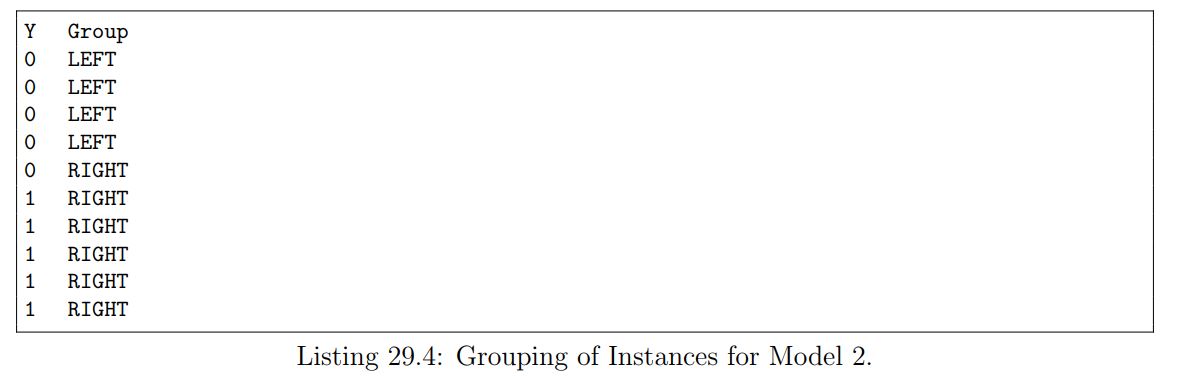 Y Group
0 LEFT
0 LEFT
0 LEFT
0 LEFT
0 RIGHT
1 RIGHT
1 RIGHT
1 RIGHT
1 RIGHT
1 RIGHT
Listing 29.4: Grouping of Instances for Model 2.